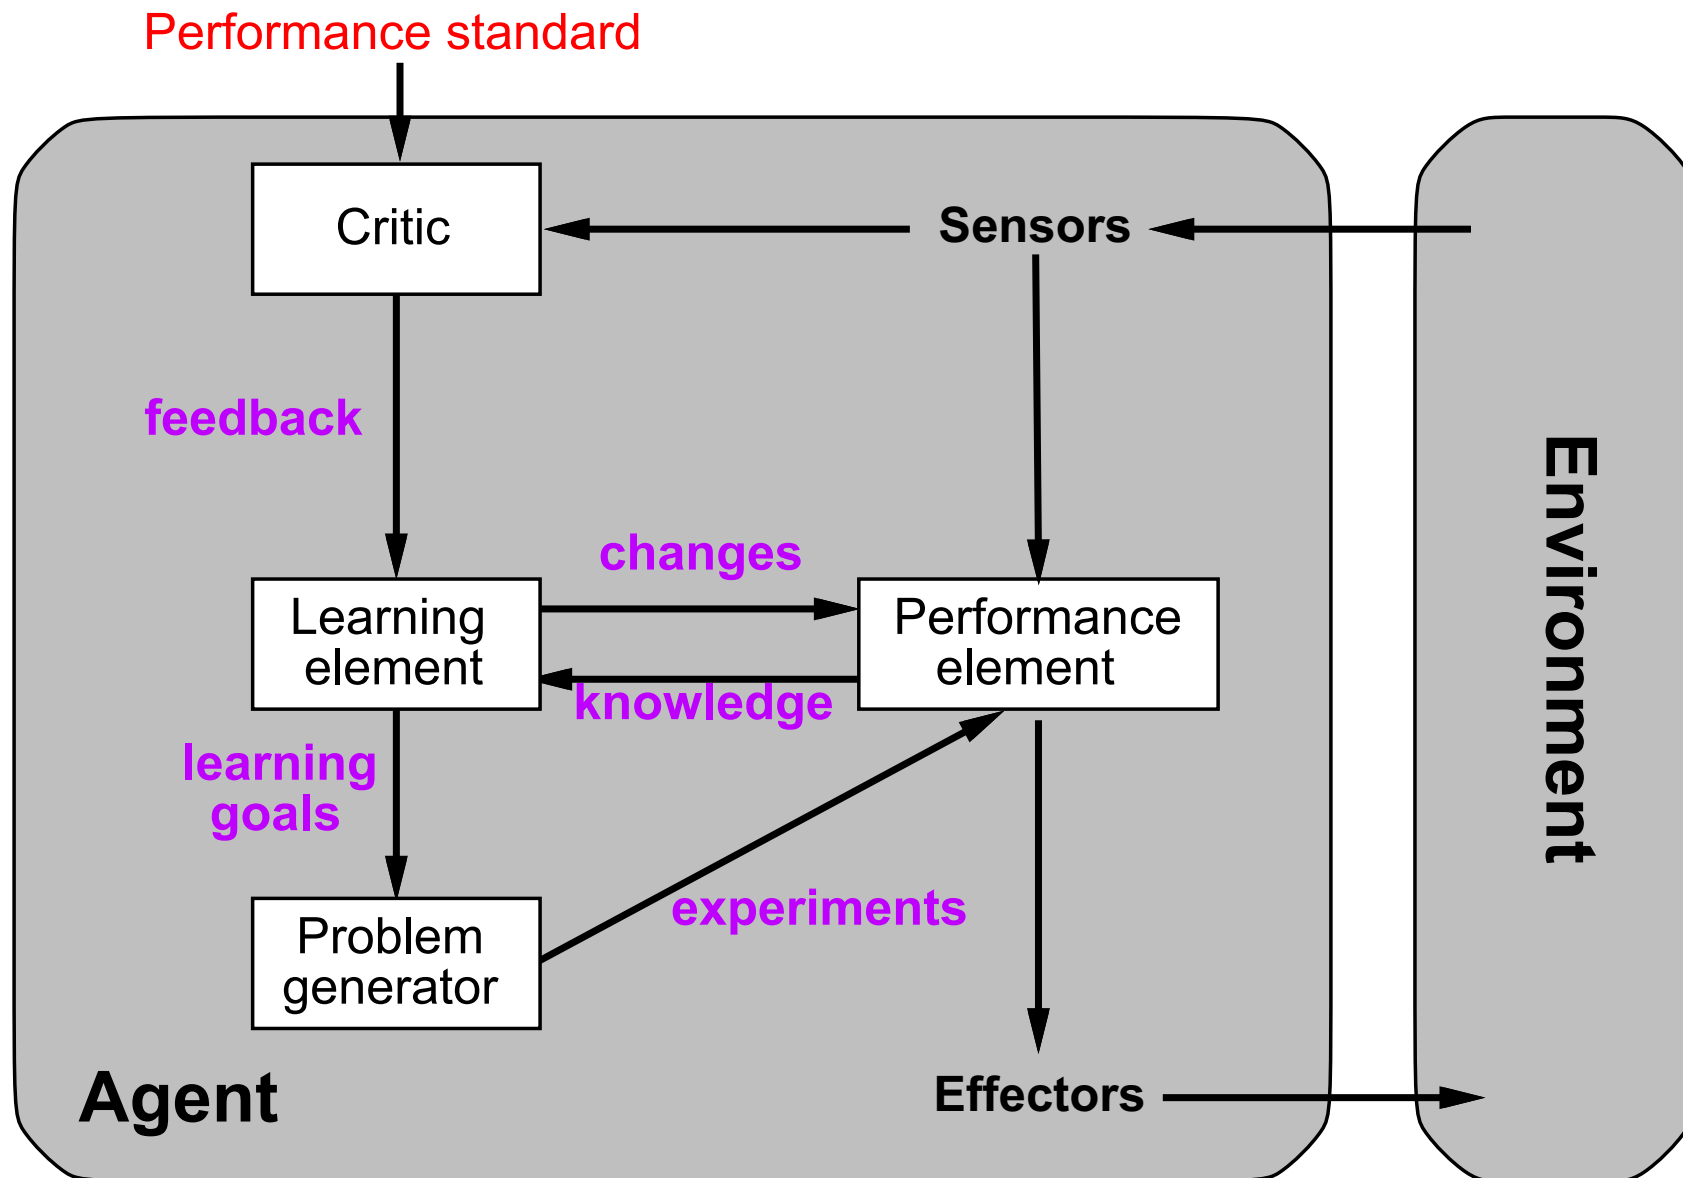 Performance standard
Critic
Sensors
feedback
changes
Learning
element
Performance
element
knowledge
learning
goals
experiments
Problem
generator
Agent
Effectors
Environment